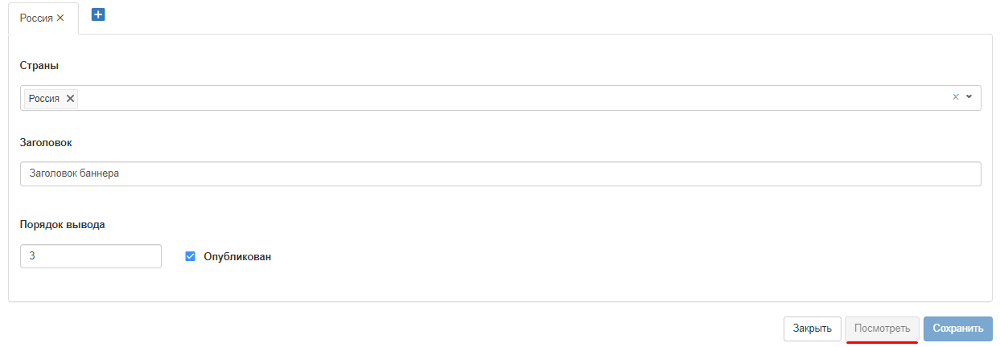 Россия
Страны
Россия
Заголовок
Заголовок баннера
Порядок вывода
3
Опубликован
Закрыть Посмотреть Сохранить